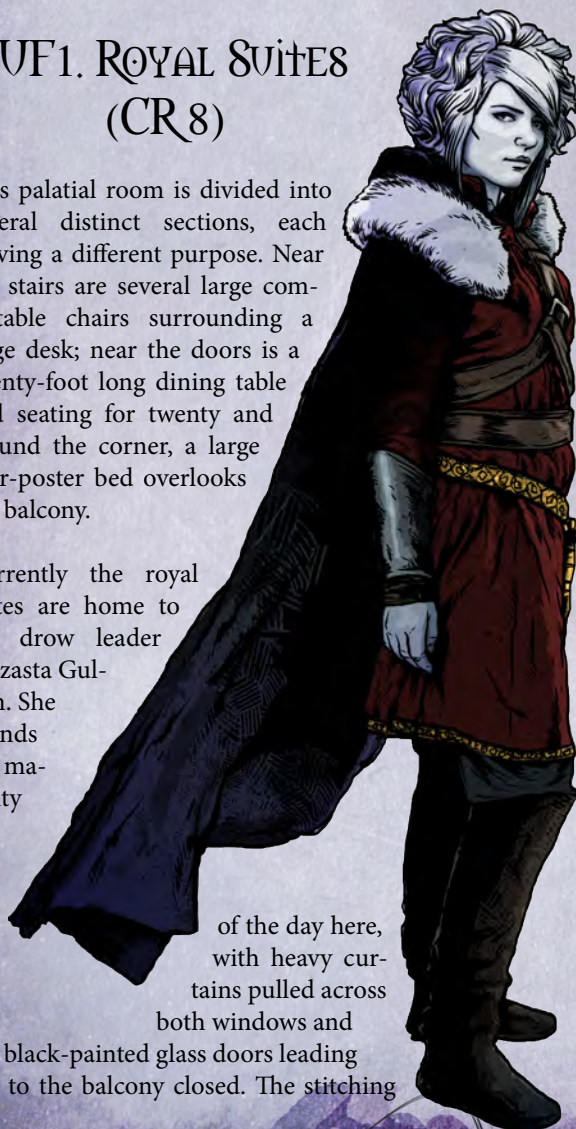 UF1. Royal Suites
(CR 8)
s palatial room is divided into
eral distinct sections, each
ving a different purpose. Near
stairs are several large com-
table chairs surrounding a
ge desk; near the doors is a
enty-foot long dining table
seating for twenty and
und the corner, a large
r-poster bed overlooks
balcony.
rrently the royal
tes are home to
drow leader
zasta Gul-
. She
nds
ma-
ty
of the day here,
with heavy cur-
tains pulled across
both windows and
black-painted glass doors leading
to the balcony closed. The stitching